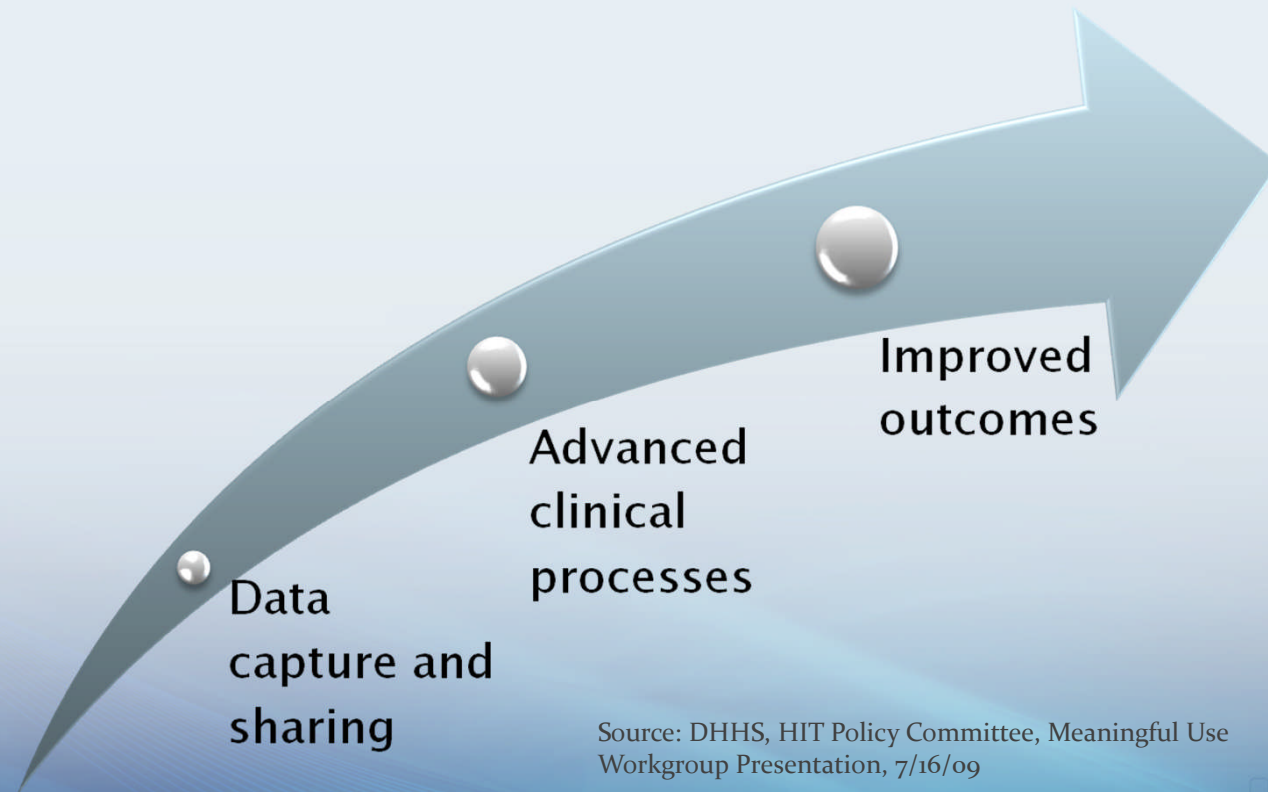 Improved
outcomes
Advanced
clinical
processes
Data
capture and
sharing
Source: DHHS, HIT Policy Committee, Meaningful Use
Workgroup Presentation, 7/16/09